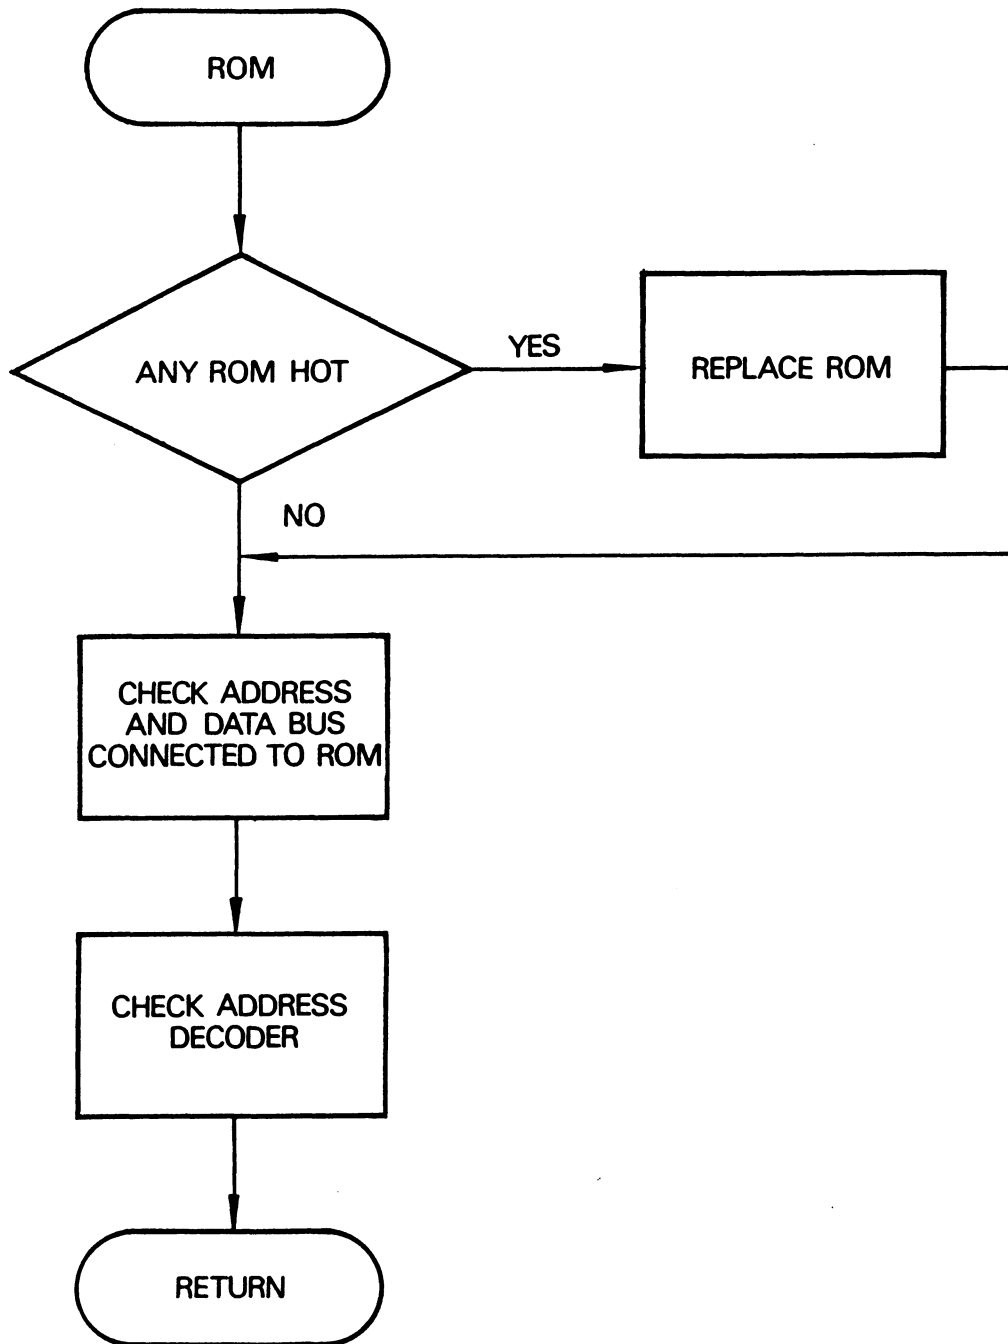 ROM
ANY ROM HOT
YES
REPLACE ROM
NO
CHECK ADDRESS
AND DATA BUS
CONNECTED TO ROM
CHECK ADDRESS
DECODER
RETURN